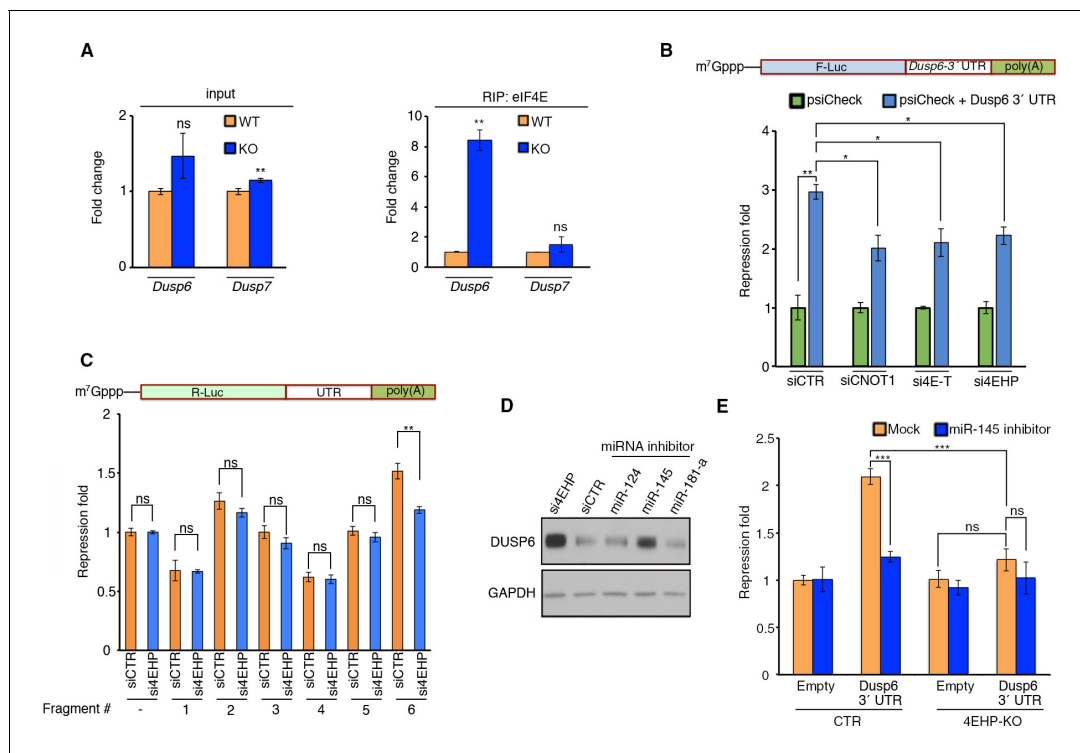 A
input
WT
KO
Fold change
2
1
0
ns
**
Dusp6
Dusp7
RIP: eIF4E
WT
KO
Fold change
10
8
6
4
2
0
**
ns
Dusp6
Dusp7
B
m7Gppp
F-Luc
Dusp6-3´ UTR
poly(A)
psiCheck
psiCheck + Dusp6 3´ UTR
Repression fold
4
3
2
1
0
**
*
*
*
siCTR
siCNOT1
si4E-T
si4EHP
C
m7Gppp
R-Luc
UTR
poly(A)
Repression fold
2
1.5
1
0.5
0
ns
ns
ns
ns
ns
ns
**
siCTR
si4EHP
siCTR
si4EHP
siCTR
si4EHP
siCTR
si4EHP
siCTR
si4EHP
siCTR
si4EHP
siCTR
si4EHP
Fragment #
-
1
2
3
4
5
6
D
miRNA inhibitor
si4EHP
siCTR
miR-124
miR-145
miR-181-a
DUSP6
GAPDH
E
Mock
miR-145 inhibitor
Repression fold
2.5
2
1.5
1
0.5
0
***
***
ns
ns
Empty
Dusp6
3´ UTR
Empty
Dusp6
3´ UTR
CTR
4EHP-KO